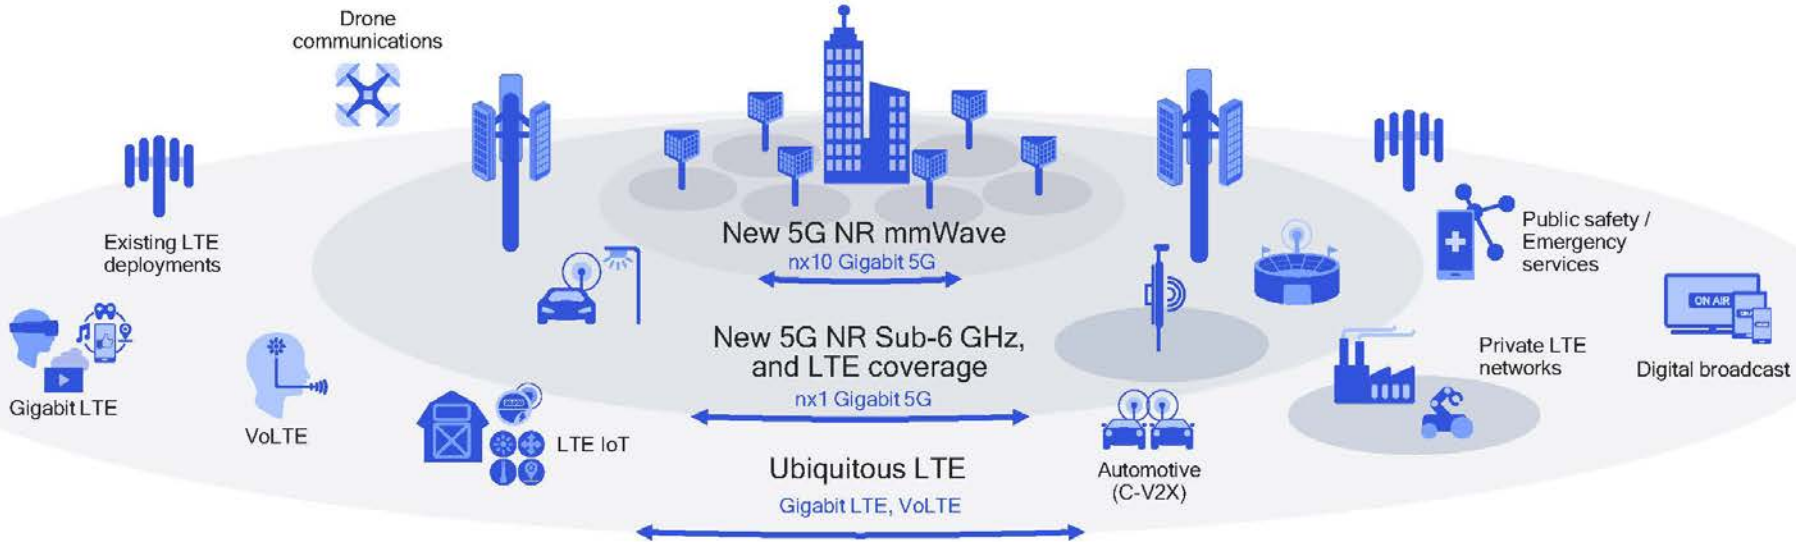 Drone
communications
Existing LTE
deployments
Gigabit LTE
VoLTE
LTE IoT
New 5G NR mmWave
nx10 Gigabit 5G
New 5G NR Sub-6 GHz,
and LTE coverage
nx1 Gigabit 5G
Ubiquitous LTE
Gigabit LTE, VoLTE
Automotive
(C-V2X)
Public safety /
Emergency
services
Private LTE
networks
ON AIR
Digital broadcast